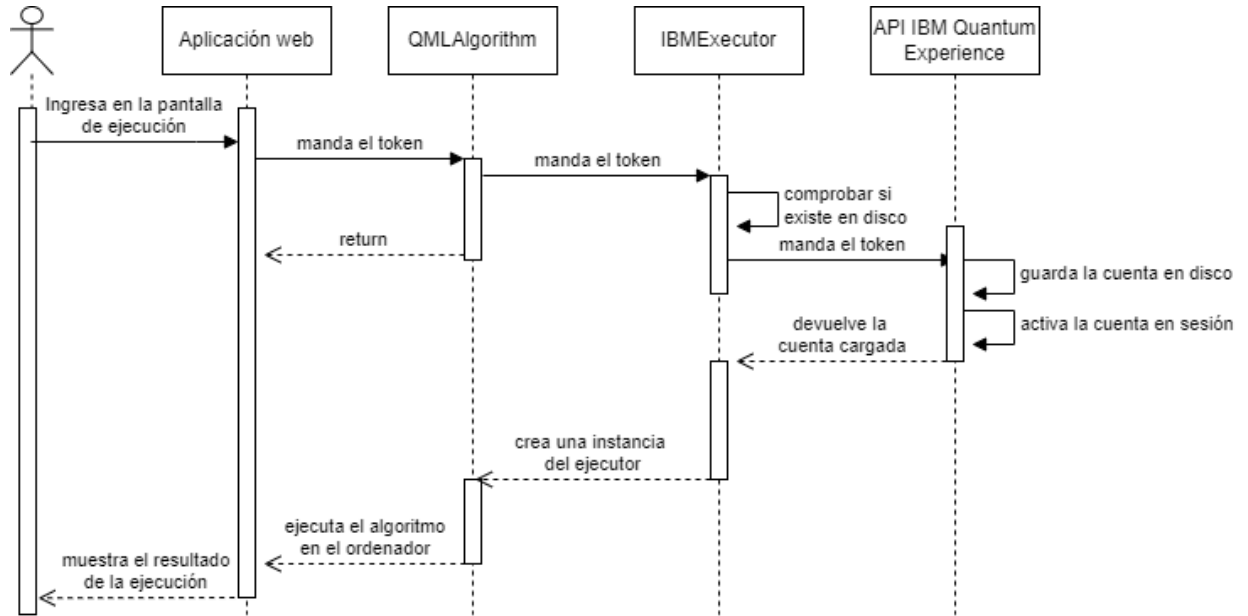 Aplicación web
QMLAlgorithm
IBMExecutor
API IBM Quantum
Experience
Ingresa en la pantalla
de ejecución
manda el token
manda el token
comprobar si
existe en disco
return
manda el token
guarda la cuenta en disco
activa la cuenta en sesión
devuelve la
cuenta cargada
crea una instancia
del ejecutor
ejecuta el algoritmo
en el ordenador
muestra el resultado
de la ejecución